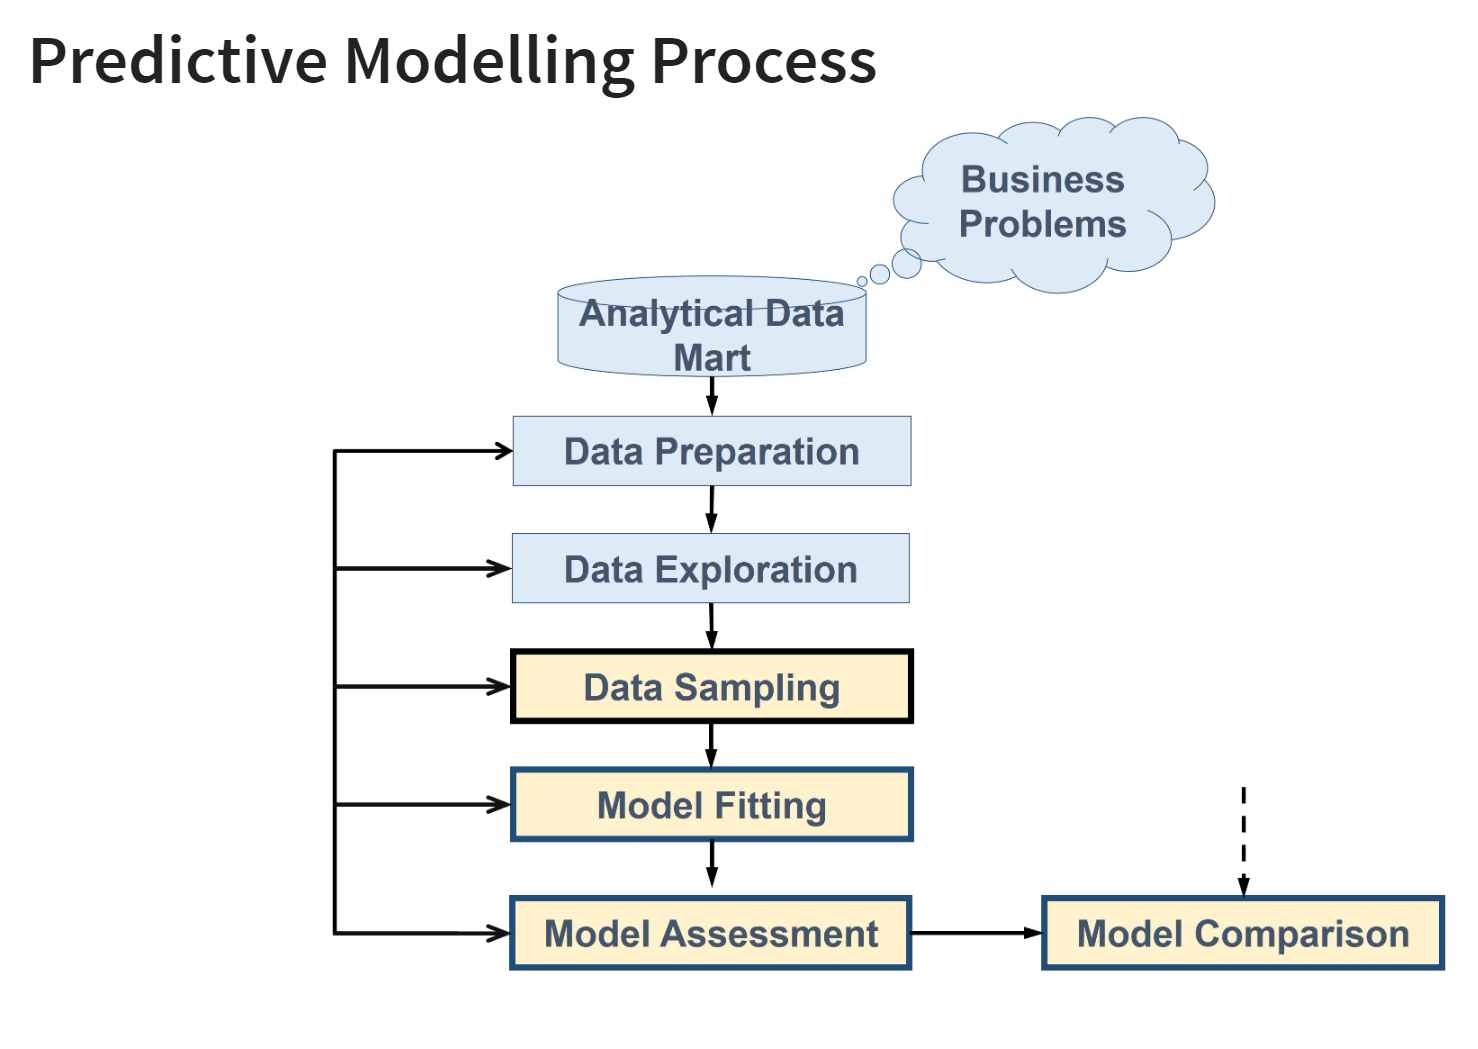 Predictive Modelling Process
Business
Problems
Analytical Data
Mart
Data Preparation
Data Exploration
Data Sampling
Model Fitting
Model Assessment
Model Comparison